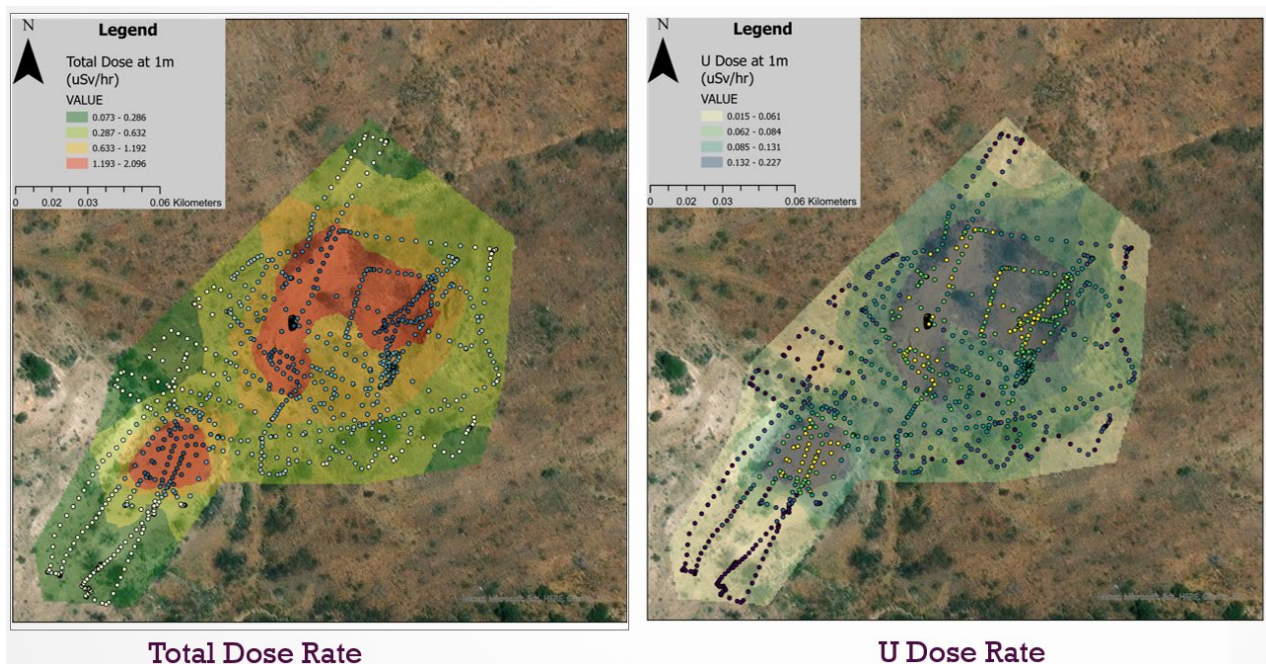 N
Legend
Total Dose at 1m
(uSv/hr)
VALUE
0.073 - 0.286
0.287 - 0.632
0.633 - 1.192
1.193 - 2.096
0 0.02 0.03 0.06 Kilometers
Total Dose Rate
N
Legend
U Dose at 1m
(uSv/hr)
VALUE
0.015 - 0.061
0.062 - 0.084
0.085 - 0.131
0.132 - 0.227
0 0.02 0.03 0.06 Kilometers
U Dose Rate